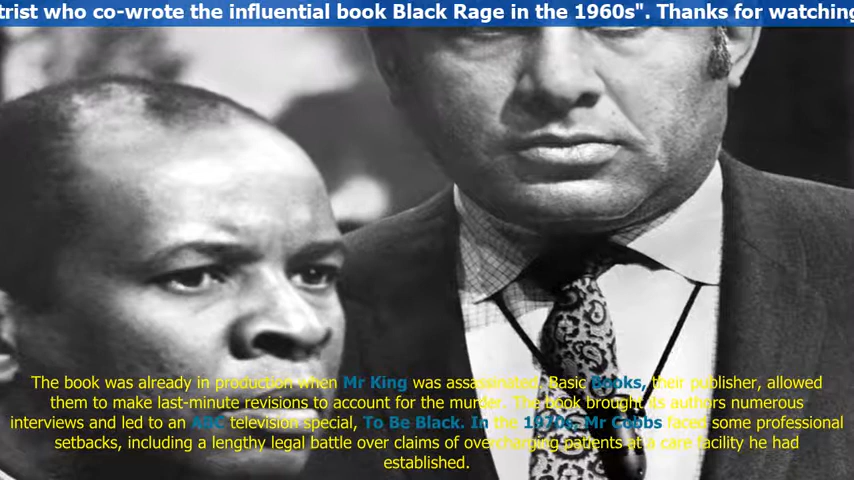 trist who co-wrote the influential book Black Rage in the 1960s". Thanks for watching
The book was already in production when Mr King was assassinated. Basic Books, their publisher, allowed
them to make last-minute revisions to account for the murder. The book brought its authors numerous
interviews and led to an ABC television special, To Be Black. In the 1970s, Mr Cobbs faced some professional
setbacks, including a lengthy legal battle over claims of overcharging patients at a care facility he had
established.